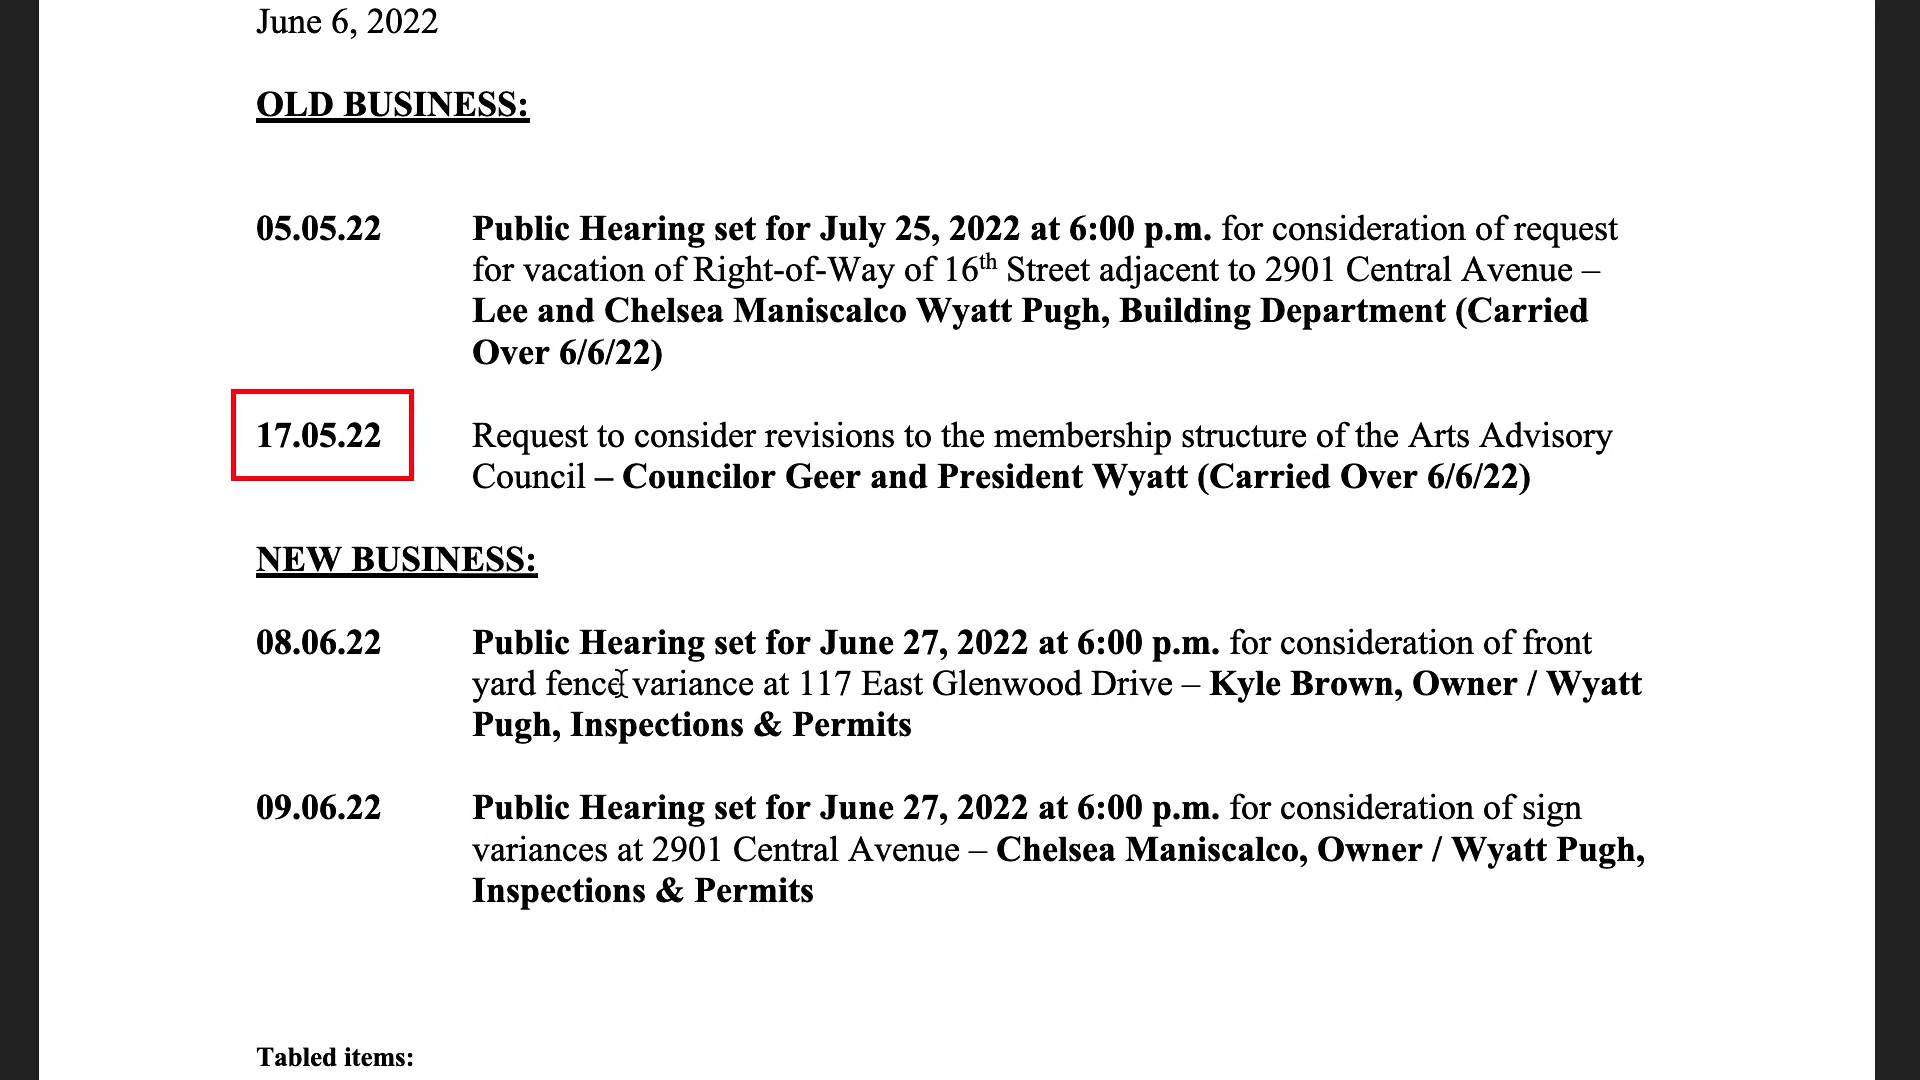 June 6, 2022
OLD BUSINESS:
05.05.22 Public Hearing set for July 25, 2022 at 6:00 p.m. for consideration of request
for vacation of Right-of-Way of 16th Street adjacent to 2901 Central Avenue –
Lee and Chelsea Maniscalco Wyatt Pugh, Building Department (Carried
Over 6/6/22)
17.05.22 Request to consider revisions to the membership structure of the Arts Advisory
Council – Councilor Geer and President Wyatt (Carried Over 6/6/22)
NEW BUSINESS:
08.06.22 Public Hearing set for June 27, 2022 at 6:00 p.m. for consideration of front
yard fence variance at 117 East Glenwood Drive – Kyle Brown, Owner / Wyatt
Pugh, Inspections & Permits
09.06.22 Public Hearing set for June 27, 2022 at 6:00 p.m. for consideration of sign
variances at 2901 Central Avenue – Chelsea Maniscalco, Owner / Wyatt Pugh,
Inspections & Permits
Tabled items: